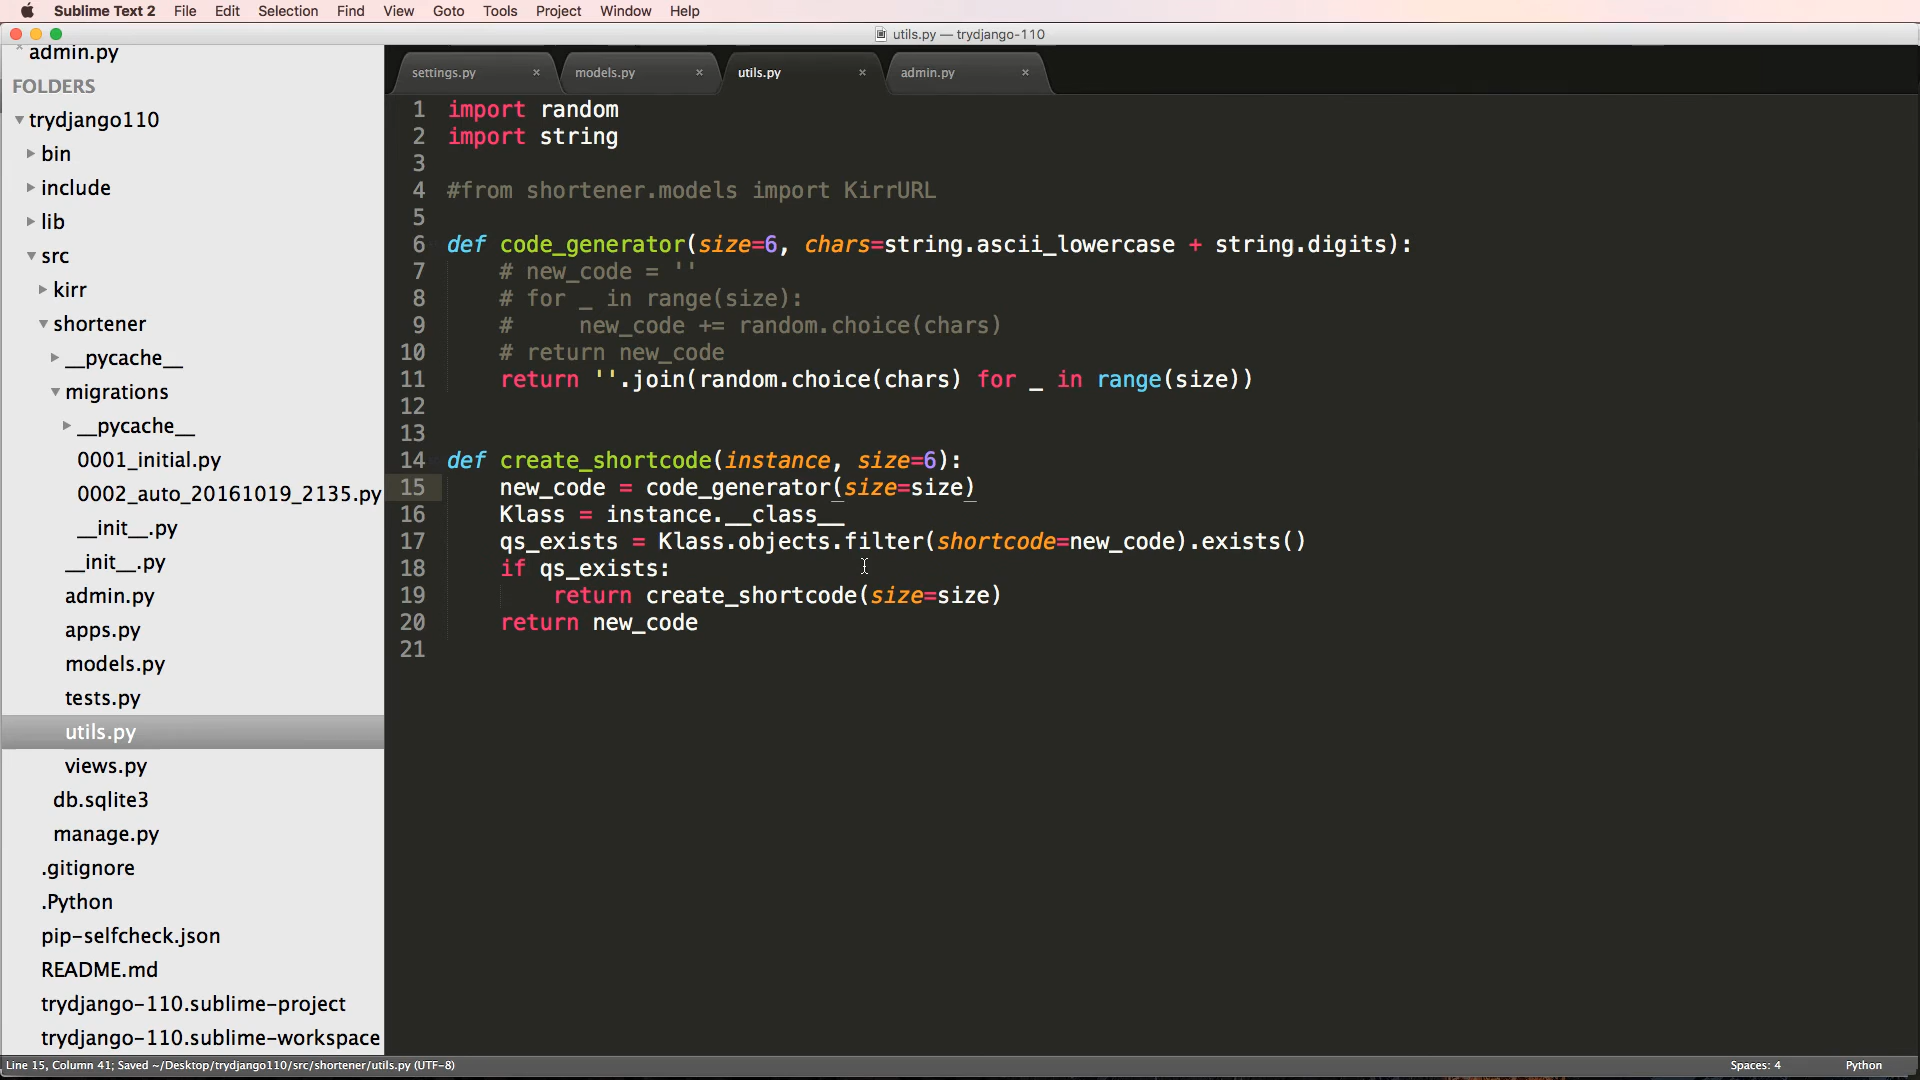 Sublime Text 2 File Edit Selection Find View Goto Tools Project Window Help
utils.py — trydjango-110
admin.py
FOLDERS
trydjango110
bin
include
lib
src
kirr
shortener
__pycache__
migrations
__pycache__
0001_initial.py
0002_auto_20161019_2135.py
__init__.py
__init__.py
admin.py
apps.py
models.py
tests.py
utils.py
views.py
db.sqlite3
manage.py
.gitignore
.Python
pip-selfcheck.json
README.md
trydjango-110.sublime-project
trydjango-110.sublime-workspace
settings.py × models.py × utils.py × admin.py ×
1 import random
2 import string
3
4 #from shortener.models import KirrURL
5
6 def code_generator(size=6, chars=string.ascii_lowercase + string.digits):
7     # new_code = ''
8     # for _ in range(size):
9     #     new_code += random.choice(chars)
10     # return new_code
11     return ''.join(random.choice(chars) for _ in range(size))
12
13
14 def create_shortcode(instance, size=6):
15     new_code = code_generator(size=size)
16     Klass = instance.__class__
17     qs_exists = Klass.objects.filter(shortcode=new_code).exists()
18     if qs_exists:
19         return create_shortcode(size=size)
20     return new_code
21
Line 15, Column 41; Saved ~/Desktop/trydjango110/src/shortener/utils.py (UTF-8) Spaces: 4 Python